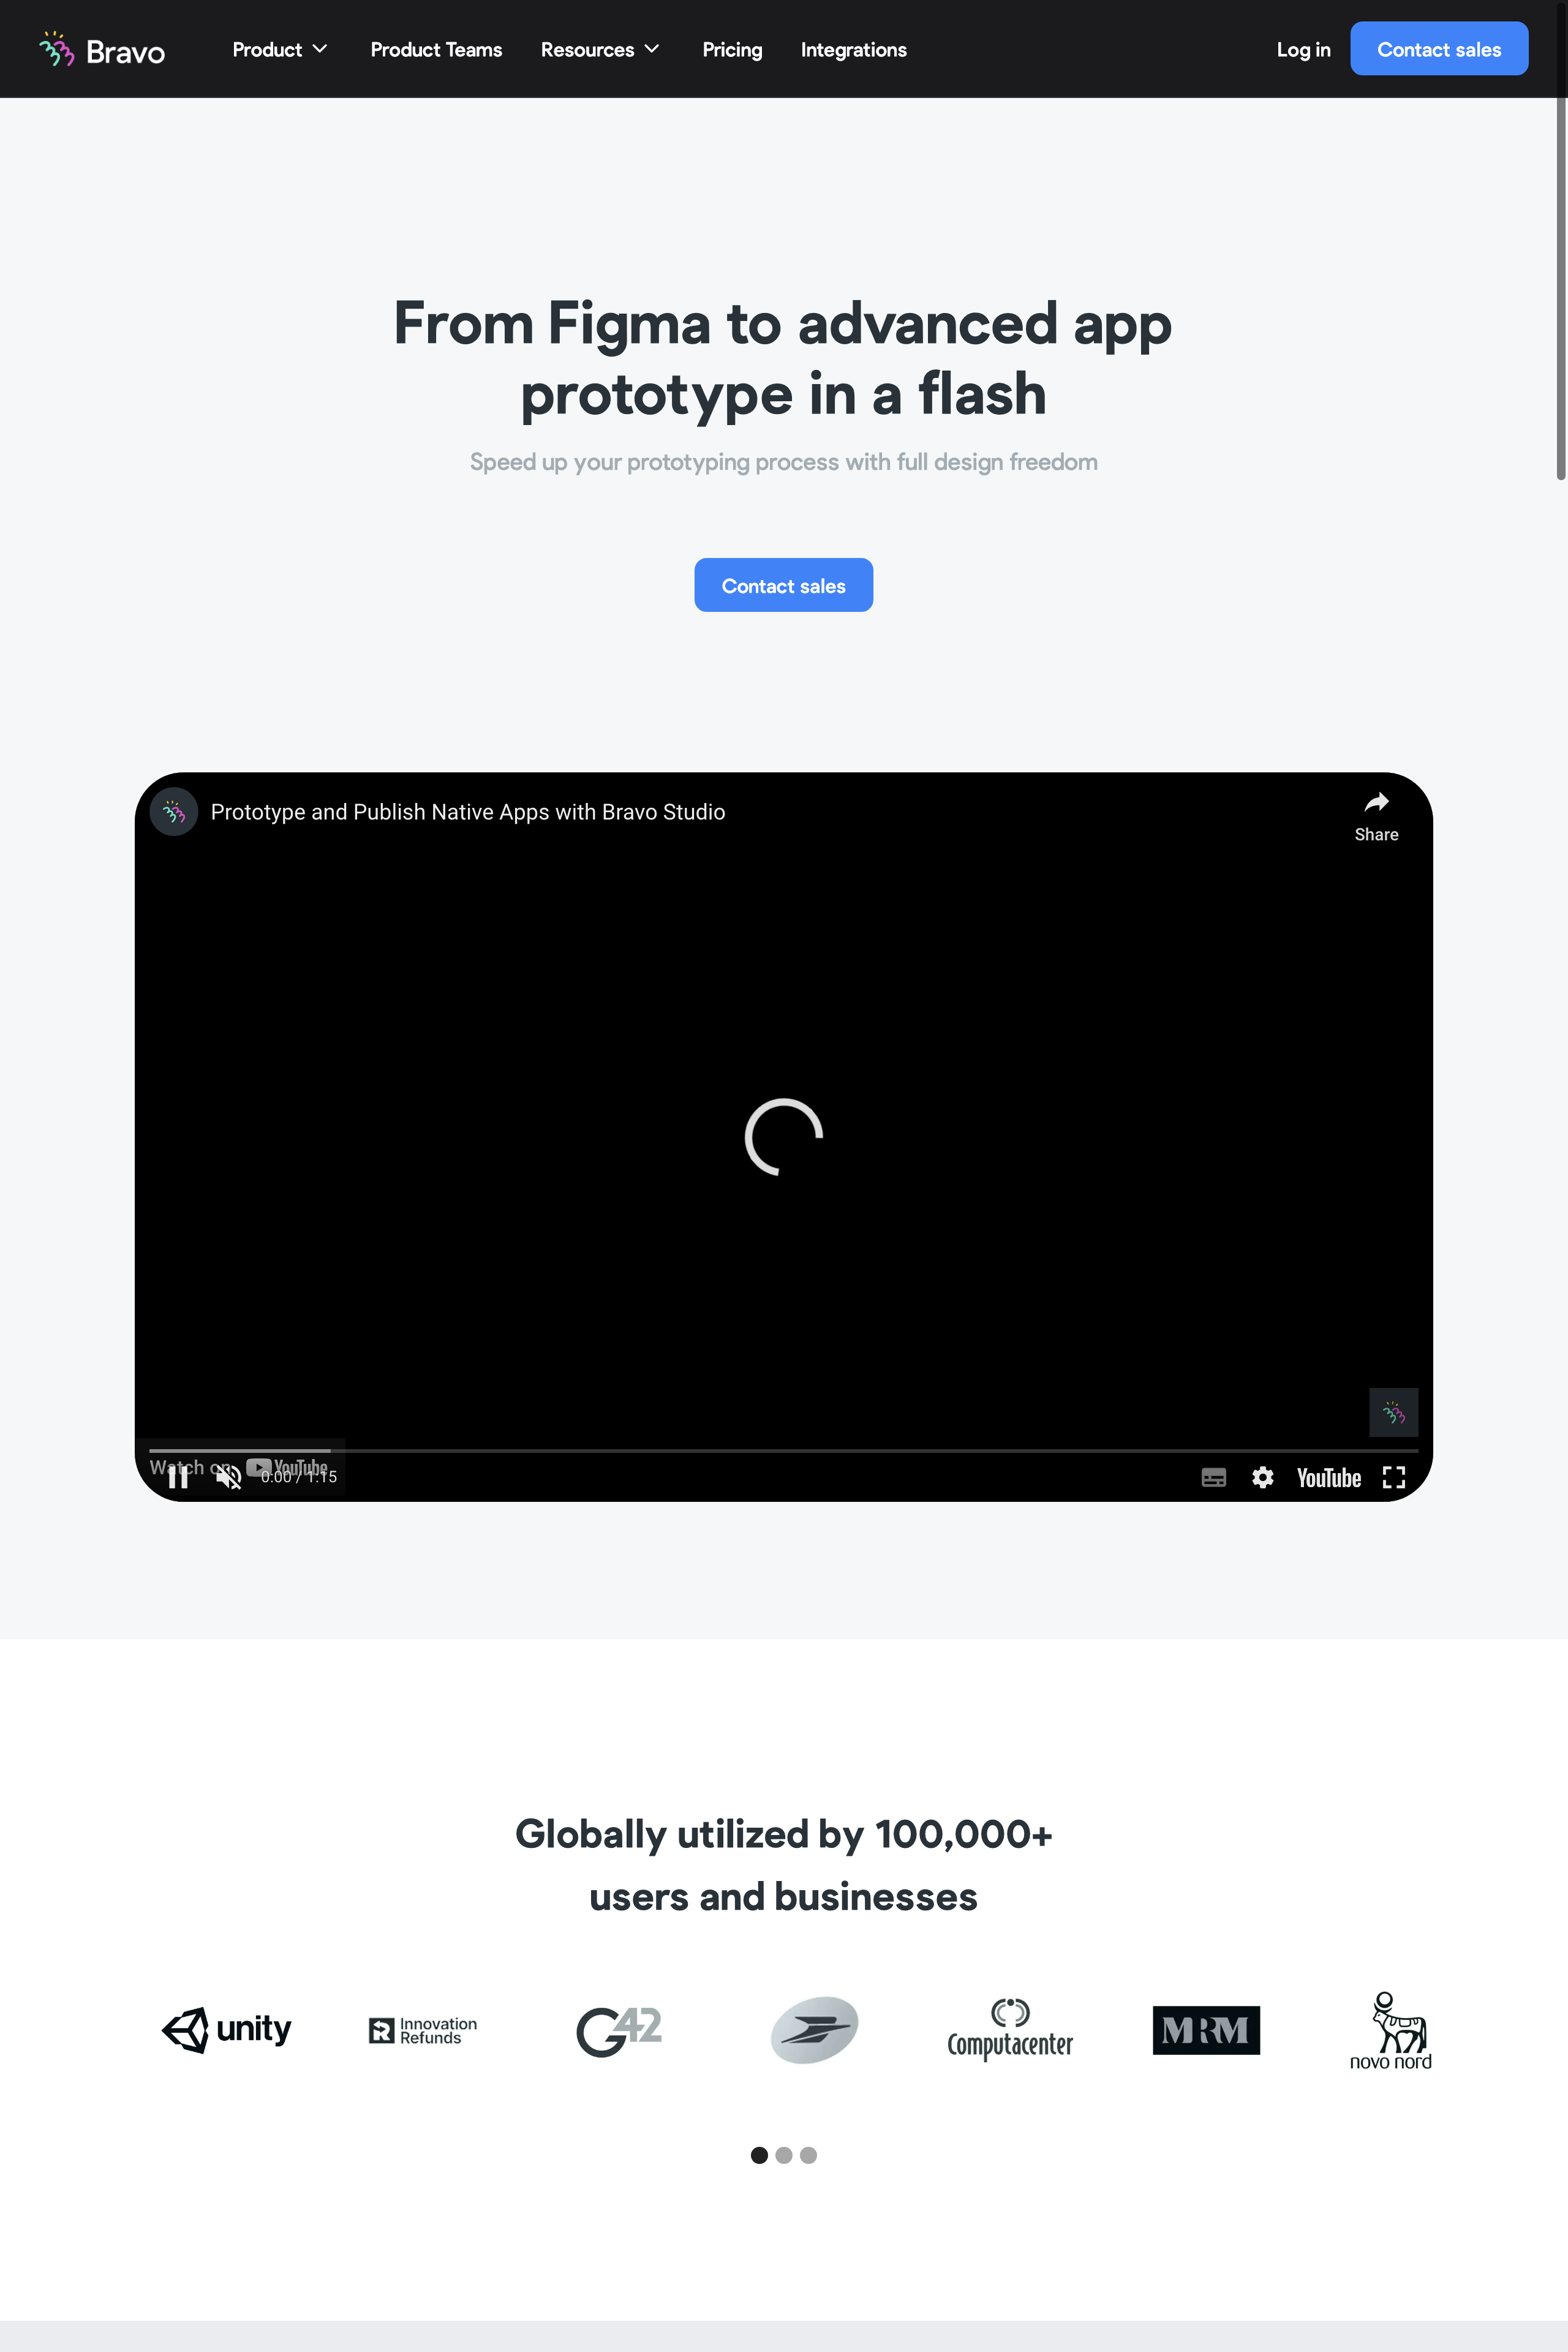 Bravo
Product
Product Teams
Resources
Pricing
Integrations
Log in
Contact sales
From Figma to advanced app
prototype in a flash
Speed up your prototyping process with full design freedom
Contact sales
Prototype and Publish Native Apps with Bravo Studio
Share
Watch on YouTube
0:00 / 1:15
YouTube
Globally utilized by 100,000+
users and businesses
unity
Innovation
Refunds
G42
Computacenter
MRM
novo nord